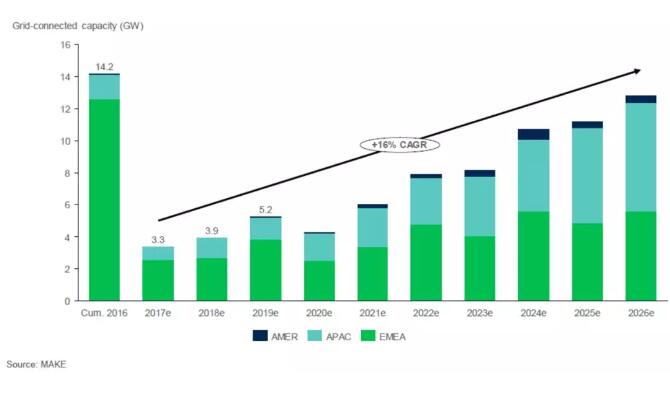 Grid-connected capacity (GW)
16
14
12
10
8
6
4
2
0
14.2
3.3
3.9
5.2
+16% CAGR
Cum. 2016 2017e 2018e 2019e 2020e 2021e 2022e 2023e 2024e 2025e 2026e
AMER APAC EMEA
Source: MAKE